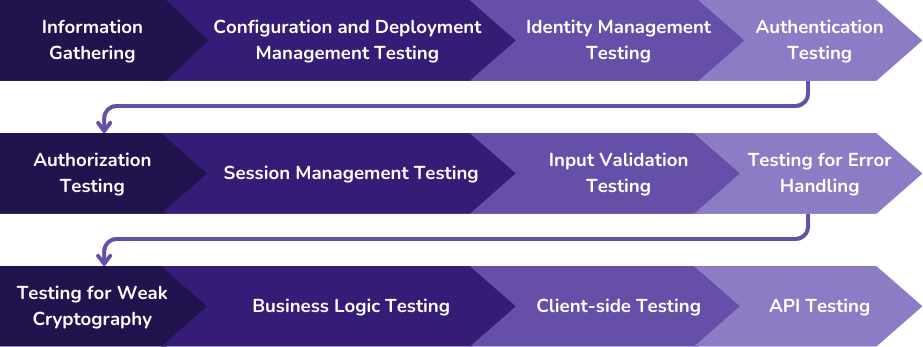 Information
Gathering
Configuration and Deployment
Management Testing
Identity Management
Testing
Authentication
Testing
Authorization
Testing
Session Management Testing
Input Validation
Testing
Testing for Error
Handling
Testing for Weak
Cryptography
Business Logic Testing
Client-side Testing
API Testing